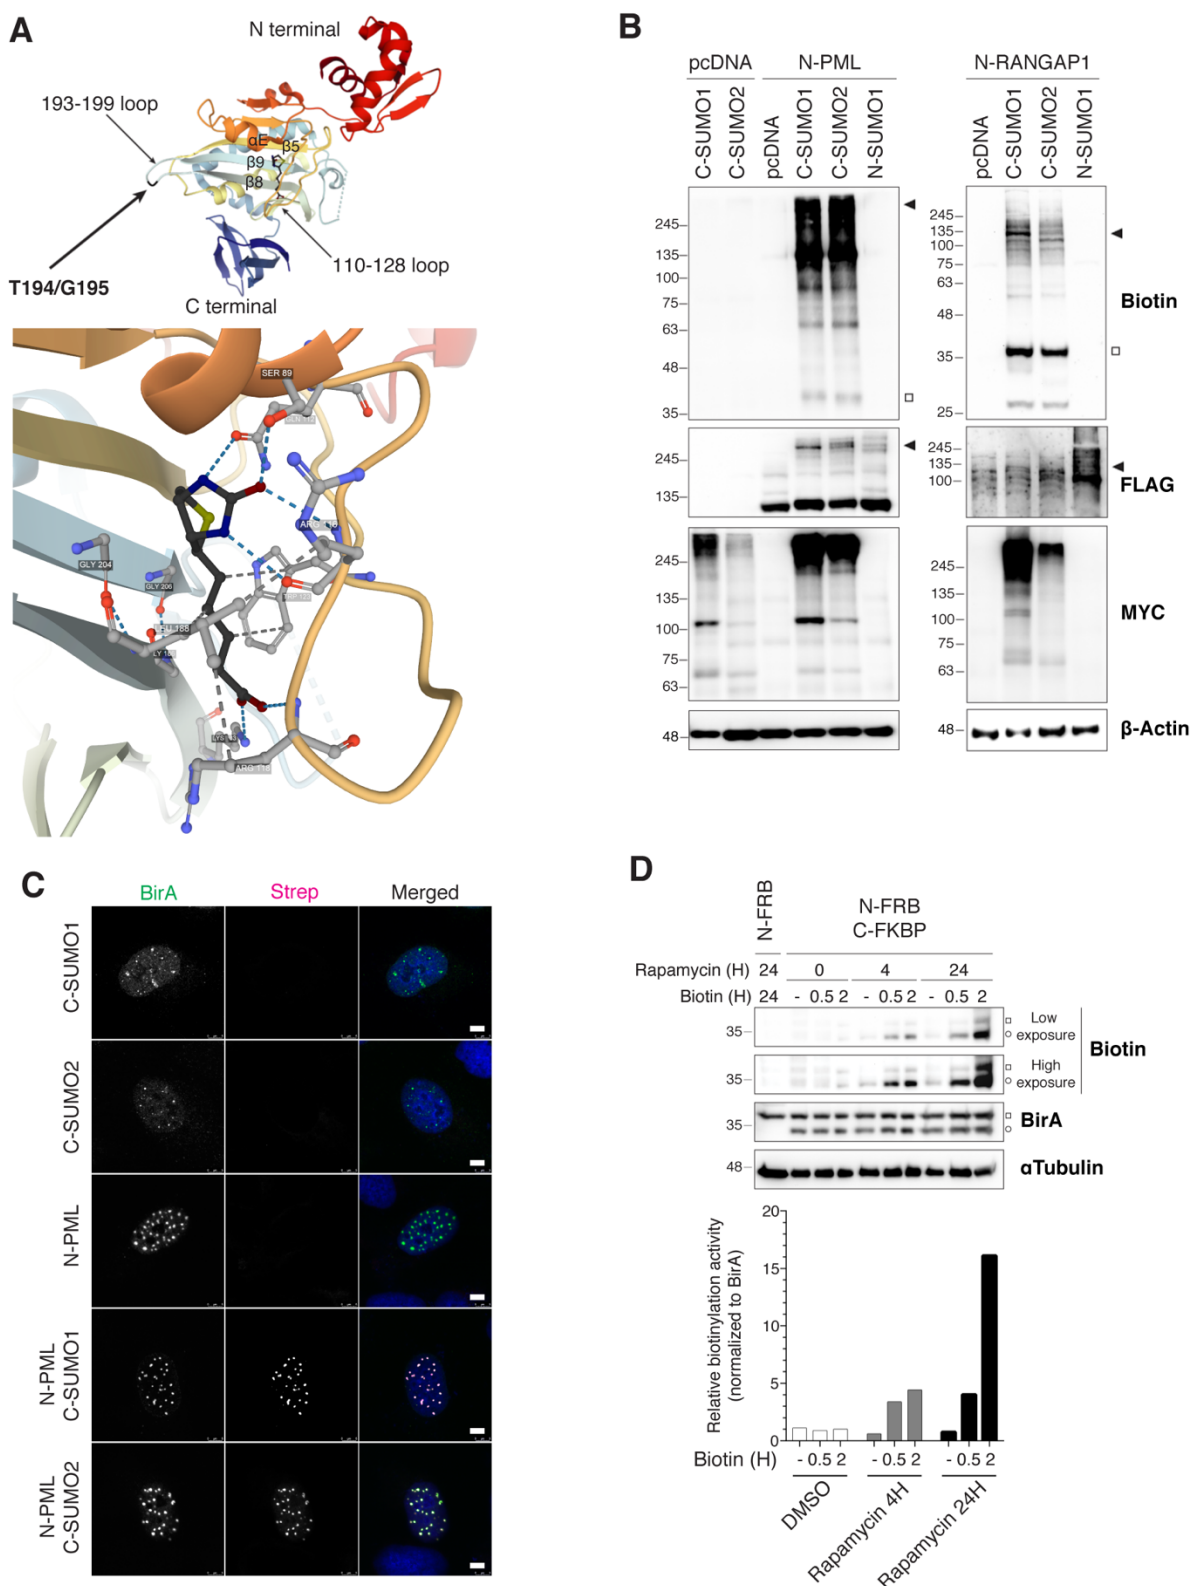 A
N terminal
193-199 loop
αE
β5
β9
β8
110-128 loop
T194/G195
C terminal
SER 89
ARG 118
GLY 204
GLY 206
ARG 116
B
pcDNA
N-PML
N-RANGAP1
C-SUMO1
C-SUMO2
pcDNA
C-SUMO1
C-SUMO2
N-SUMO1
pcDNA
C-SUMO1
C-SUMO2
N-SUMO1
245
135
100
75
63
48
35
245
135
100
75
63
48
35
25
Biotin
245
135
245
135
100
FLAG
245
135
100
75
63
245
135
100
75
63
MYC
48
48
β-Actin
C
BirA
Strep
Merged
C-SUMO1
C-SUMO2
N-PML
N-PML
C-SUMO1
N-PML
C-SUMO2
D
N-FRB
N-FRB
C-FKBP
Rapamycin (H) 24 0 4 24
Biotin (H) 24 - 0.5 2 - 0.5 2 - 0.5 2
35
Low
exposure
35
High
exposure
Biotin
35
BirA
48
αTubulin
Relative biotinylation activity
(normalized to BirA)
20
15
10
5
0
Biotin (H) - 0.5 2 - 0.5 2 - 0.5 2
DMSO
Rapamycin 4H
Rapamycin 24H